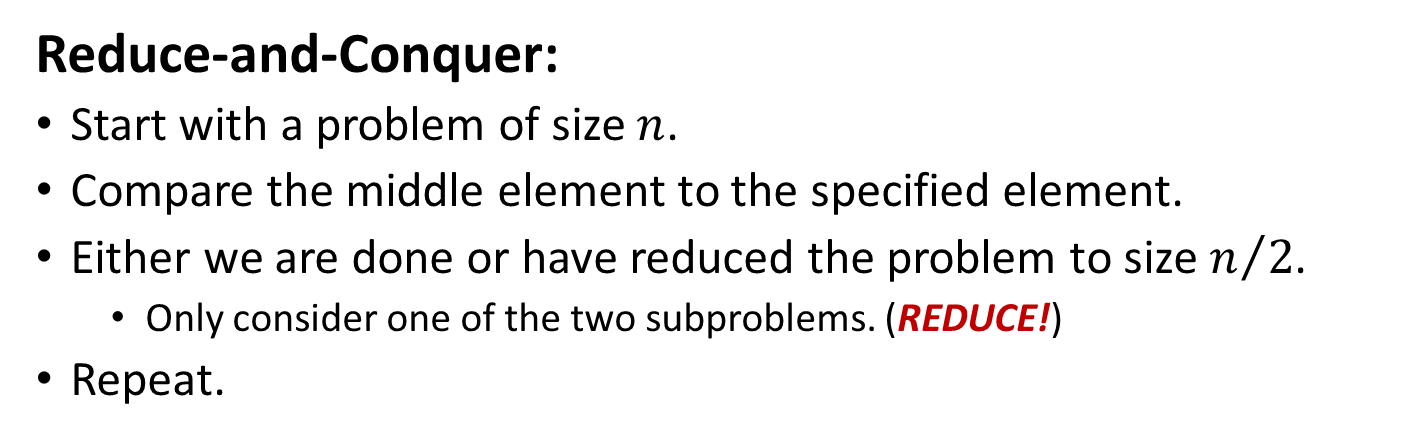 Reduce-and-Conquer:
• Start with a problem of size n.
• Compare the middle element to the specified element.
• Either we are done or have reduced the problem to size n/2.
• Only consider one of the two subproblems. (REDUCE!)
• Repeat.